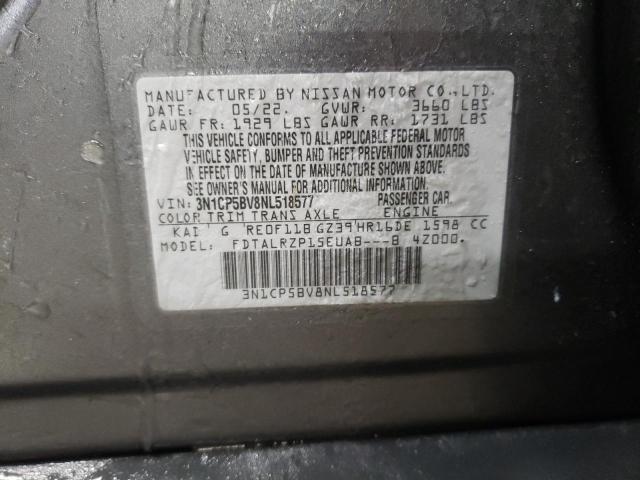 MANUFACTURED BY NISSAN MOTOR CO.,LTD.
DATE: 05/22. GVWR: 3660 LBS
GAWR FR: 1929 LBS GAWR RR: 1731 LBS
THIS VEHICLE CONFORMS TO ALL APPLICABLE FEDERAL MOTOR
VEHICLE SAFETY, BUMPER AND THEFT PREVENTION STANDARDS
IN EFFECT ON THE DATE OF MANUFACTURE SHOWN ABOVE.
SEE OWNER'S MANUAL FOR ADDITIONAL INFORMATION
VIN: 3N1CP5BV8NL518577 PASSENGER CAR.
COLOR TRIM TRANS AXLE ENGINE
KAD G RE0F11B GZ39 HR16DE 1598 CC
MODEL: FDTALRZP15EUAB---B 4Z000.
3N1CP5BV8NL518577